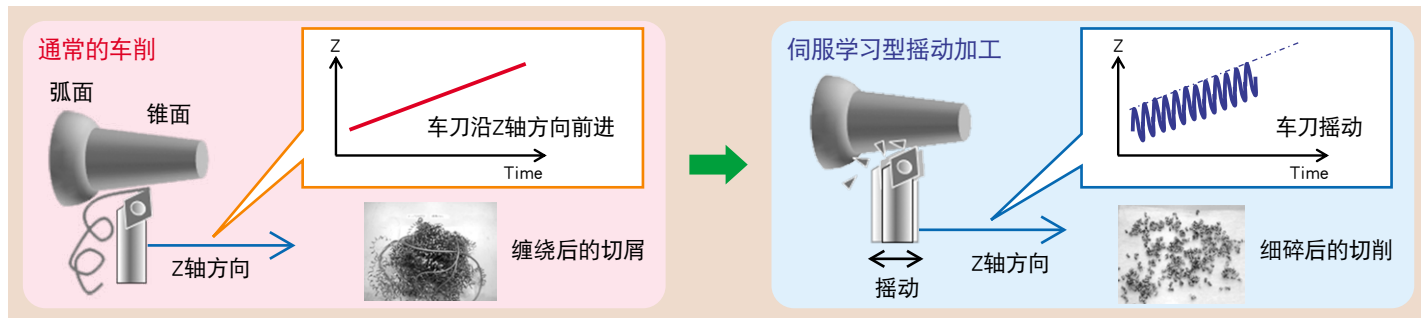 通常的车削
弧面
锥面
Z
车刀沿Z轴方向前进
Time
Z轴方向
缠绕后的切屑
伺服学习型摇动加工
Z
车刀摇动
Time
Z轴方向
摇动
细碎后的切削